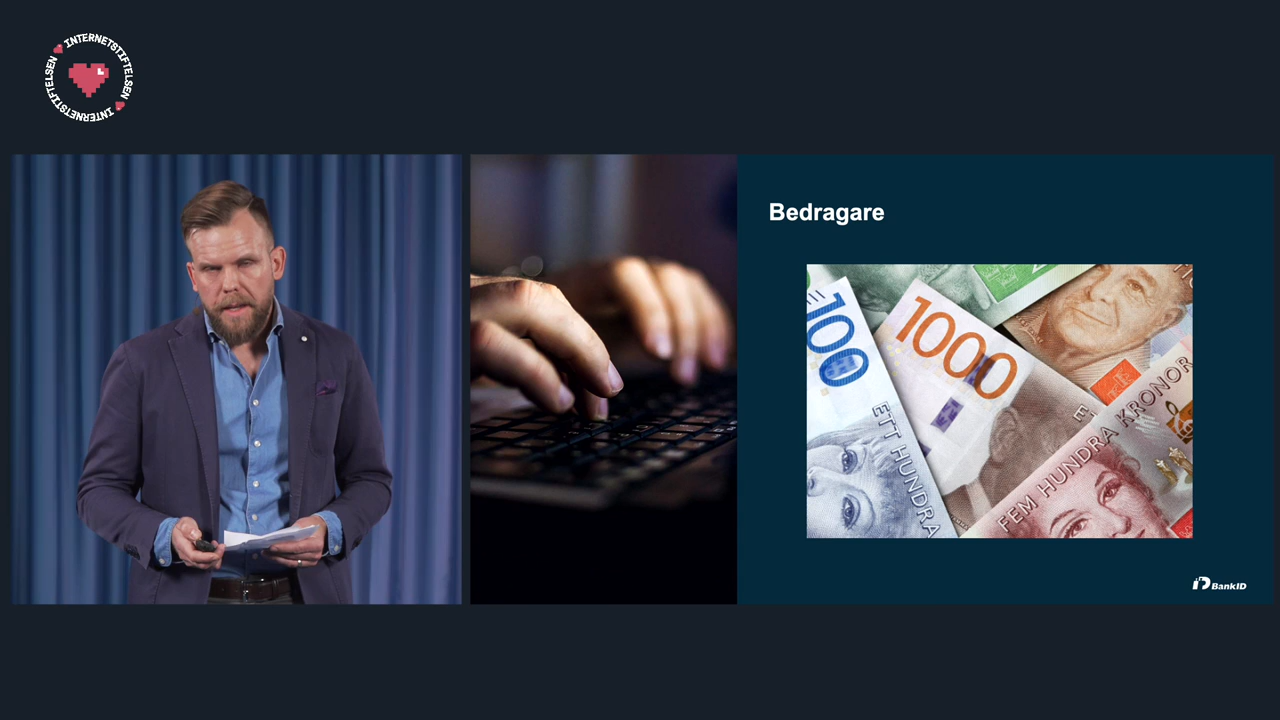 INTERNETSTIFTELSEN
INTERNETSTIFTELSEN
Bedragare
100
ETT HUNDRA
1000
E
FEM HUNDRA KRONOR
BankID